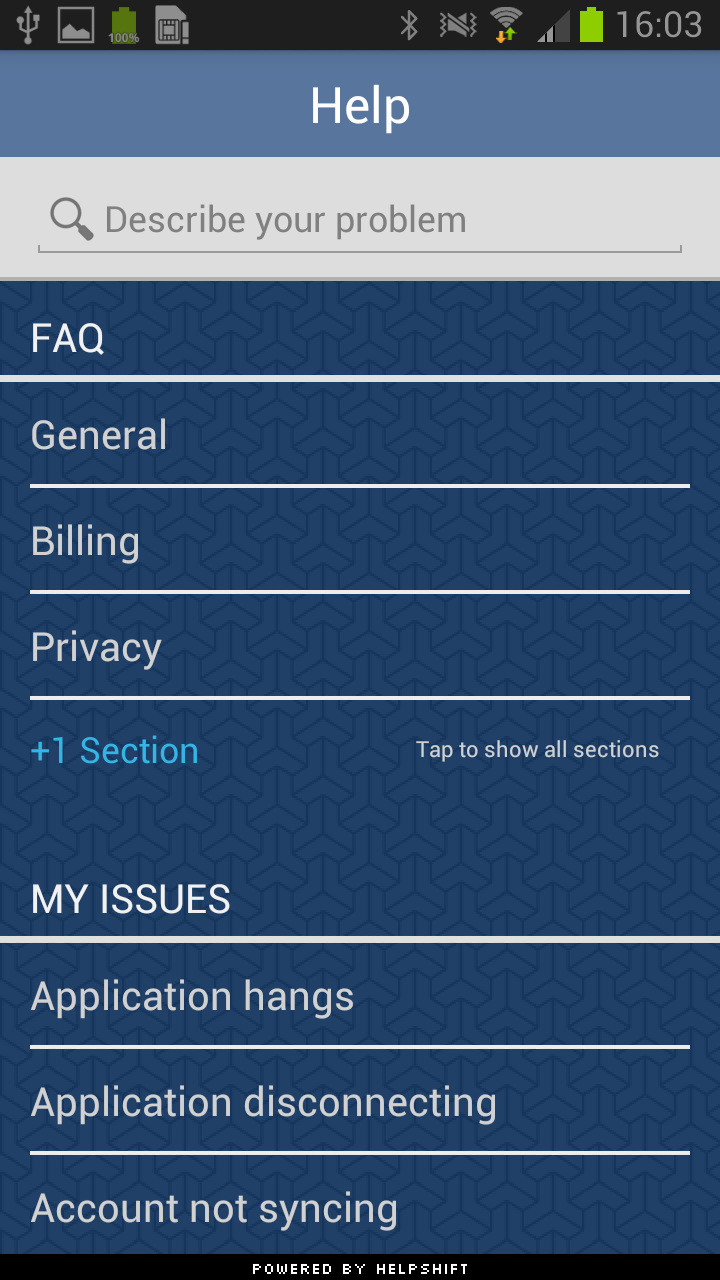 100%
16:03
Help
Describe your problem
FAQ
General
Billing
Privacy
+1 Section Tap to show all sections
MY ISSUES
Application hangs
Application disconnecting
Account not syncing
POWERED BY HELPSHIFT